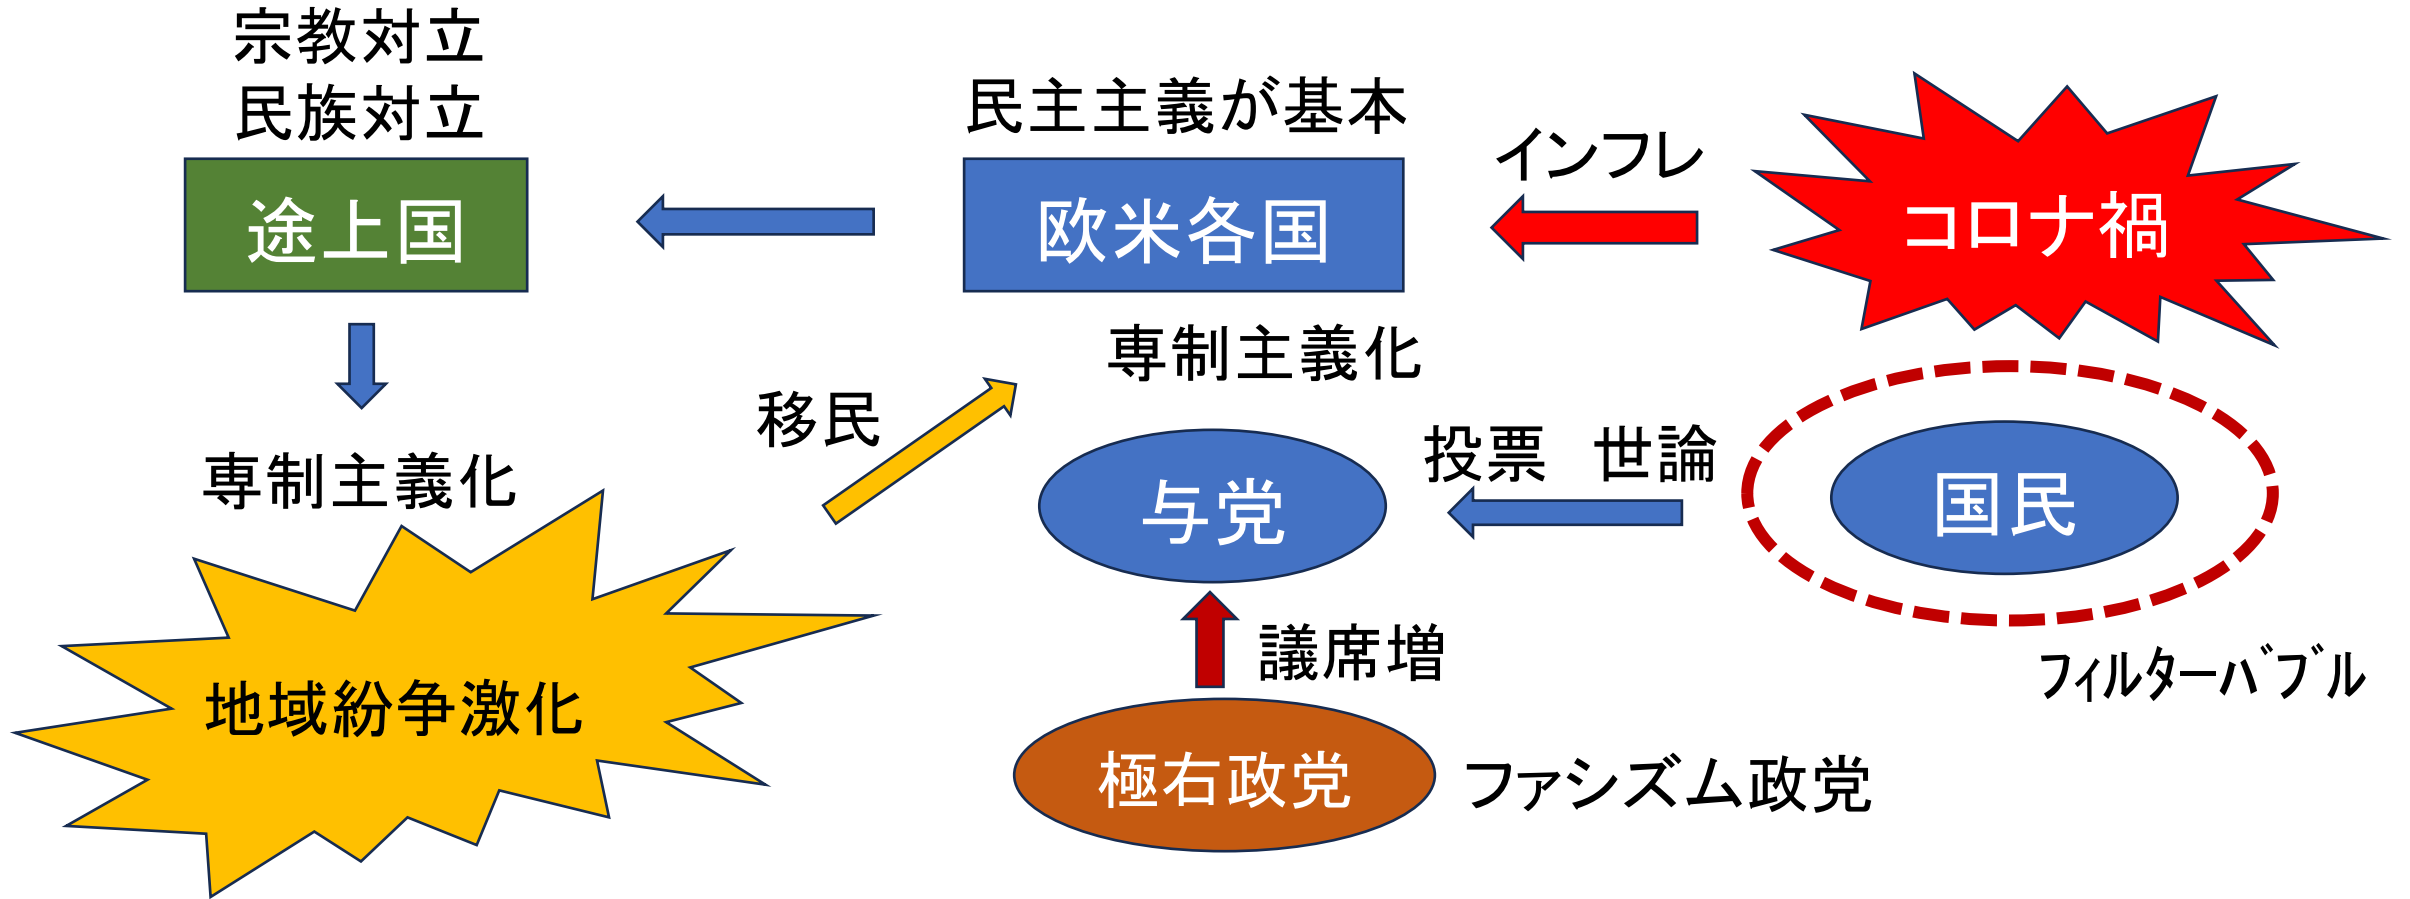 宗教対立
民族対立
途上国
民主主義が基本
欧米各国
インフレ
コロナ禍
専制主義化
移民
専制主義化
与党
投票　世論
国民
フィルターバブル
議席増
地域紛争激化
極右政党
ファシズム政党